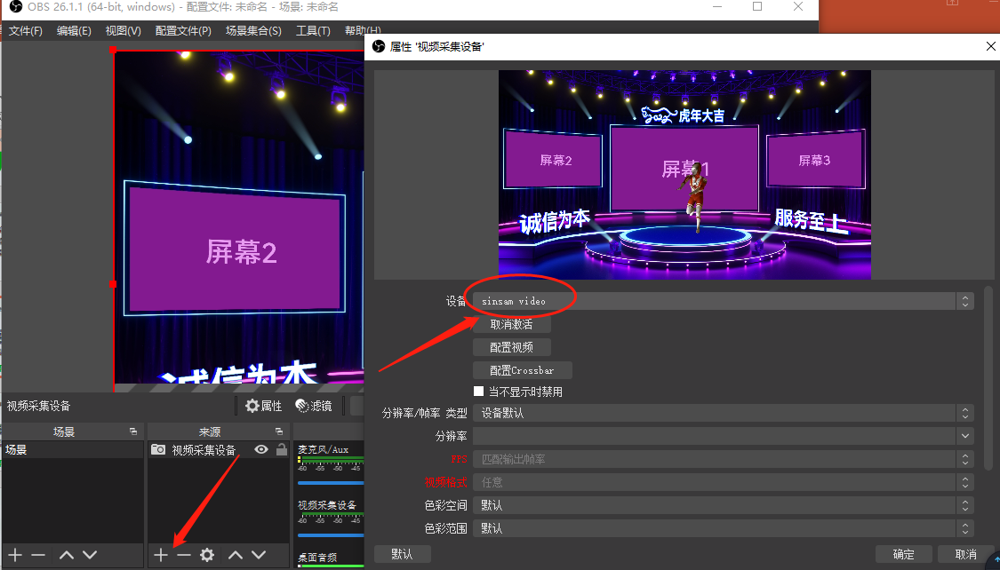 OBS 26.1.1 (64-bit, windows) - 配置文件: 未命名 - 场景: 未命名
文件(F) 编辑(E) 视图(V) 配置文件(P) 场景集合(S) 工具(T) 帮助(H)
属性 '视频采集设备'
虎年大吉
屏幕2
屏幕1
屏幕3
诚信为本
服务至上
屏幕2
诚信为本
设备 sinsam video
取消激活
配置视频
配置Crossbar
当不显示时禁用
分辨率/帧率 类型 设备默认
分辨率
FPS 匹配输出帧率
视频格式 任意
色彩空间 默认
色彩范围 默认
默认 确定 取消
视频采集设备 属性 滤镜
场景 来源
场景
视频采集设备
麦克风/Aux
-60 -55 -50 -45
视频采集设备
-60 -55 -50 -45
桌面音频